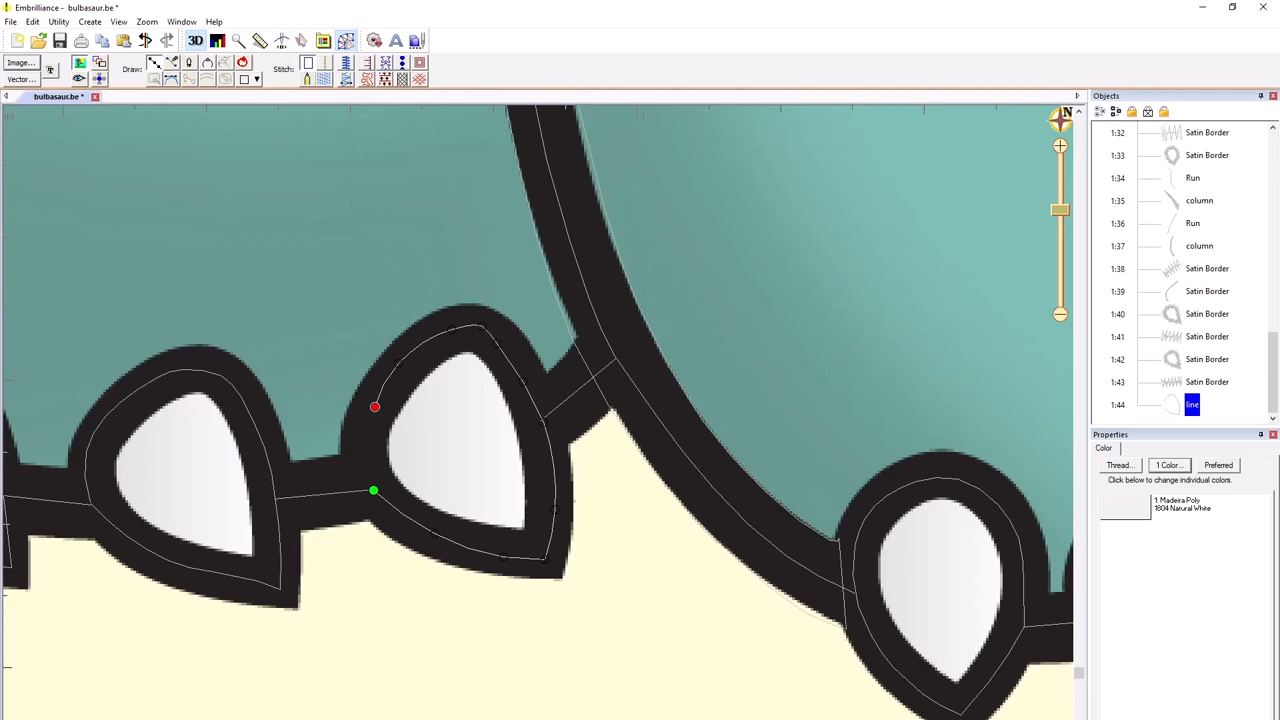 Embrilliance - bulbasaur.be *
File Edit Utility Create View Zoom Window Help
Image... Draw: Stitch:
Vector...
bulbasaur.be *
Objects
N
1:32 Satin Border
1:33 Satin Border
1:34 Run
1:35 column
1:36 Run
1:37 column
1:38 Satin Border
1:39 Satin Border
1:40 Satin Border
1:41 Satin Border
1:42 Satin Border
1:43 Satin Border
1:44 line
Properties
Color
Thread... 1 Color... Preferred
Click below to change individual colors.
1: Madeira Poly
1804 Natural White